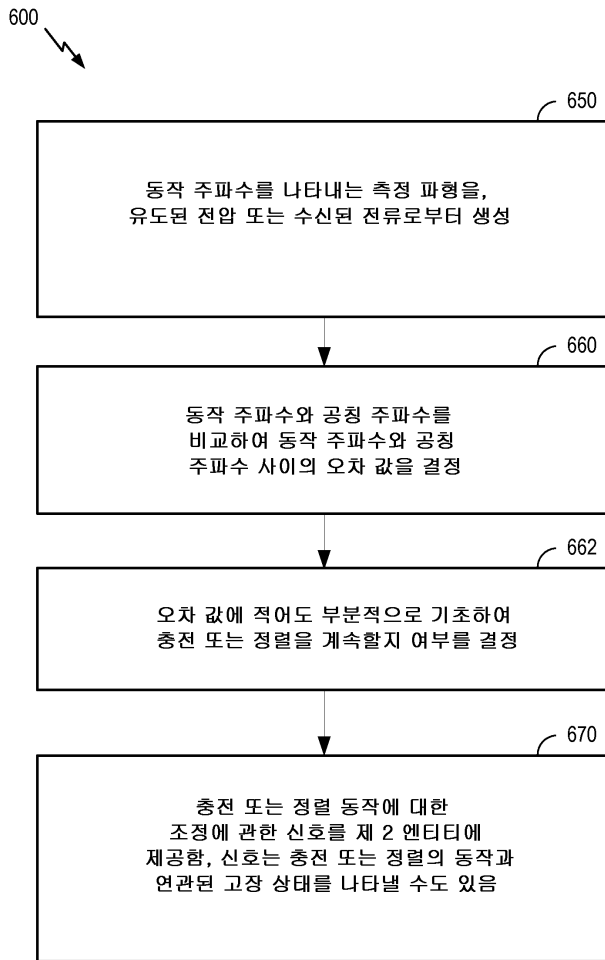 600
650
동작 주파수를 나타내는 측정 파형을,
유도된 전압 또는 수신된 전류로부터 생성
660
동작 주파수와 공칭 주파수를
비교하여 동작 주파수와 공칭
주파수 사이의 오차 값을 결정
662
오차 값에 적어도 부분적으로 기초하여
충전 또는 정렬을 계속할지 여부를 결정
670
충전 또는 정렬 동작에 대한
조정에 관한 신호를 제 2 엔티티에
제공함, 신호는 충전 또는 정렬의 동작과
연관된 고장 상태를 나타낼 수도 있음